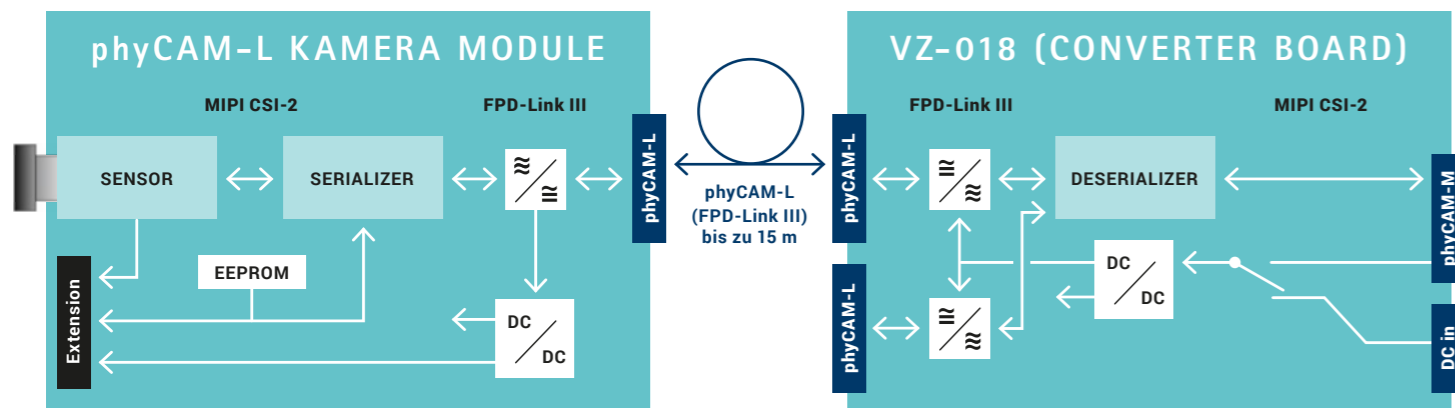 phyCAM-L KAMERA MODULE
MIPI CSI-2
FPD-Link III
SENSOR
SERIALIZER
≈
≅
phyCAM-L
EEPROM
Extension
DC
DC
phyCAM-L
(FPD-Link III)
bis zu 15 m
VZ-018 (CONVERTER BOARD)
FPD-Link III
MIPI CSI-2
phyCAM-L
≅
≈
DESERIALIZER
phyCAM-M
phyCAM-L
≅
≈
DC
DC
DC in